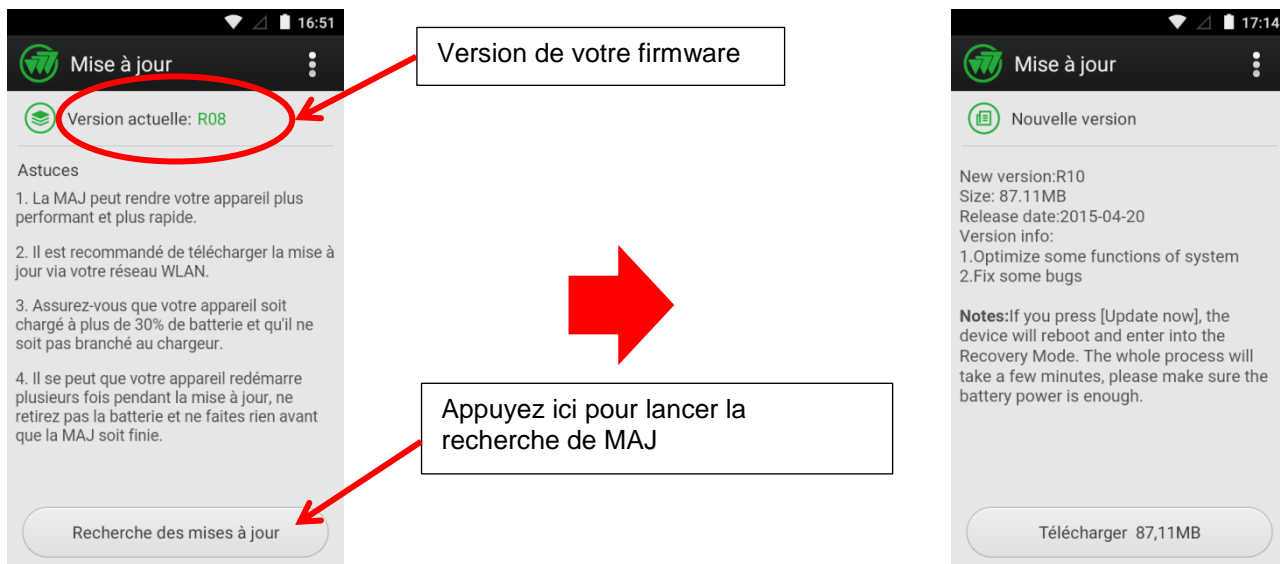 16:51
Mise à jour
Version actuelle: R08
Astuces
1. La MAJ peut rendre votre appareil plus
performant et plus rapide.
2. Il est recommandé de télécharger la mise à
jour via votre réseau WLAN.
3. Assurez-vous que votre appareil soit
chargé à plus de 30% de batterie et qu'il ne
soit pas branché au chargeur.
4. Il se peut que votre appareil redémarre
plusieurs fois pendant la mise à jour, ne
retirez pas la batterie et ne faites rien avant
que la MAJ soit finie.
Recherche des mises à jour
Version de votre firmware
Appuyez ici pour lancer la
recherche de MAJ
17:14
Mise à jour
Nouvelle version
New version:R10
Size: 87.11MB
Release date:2015-04-20
Version info:
1.Optimize some functions of system
2.Fix some bugs
Notes:If you press [Update now], the
device will reboot and enter into the
Recovery Mode. The whole process will
take a few minutes, please make sure the
battery power is enough.
Télécharger 87,11MB